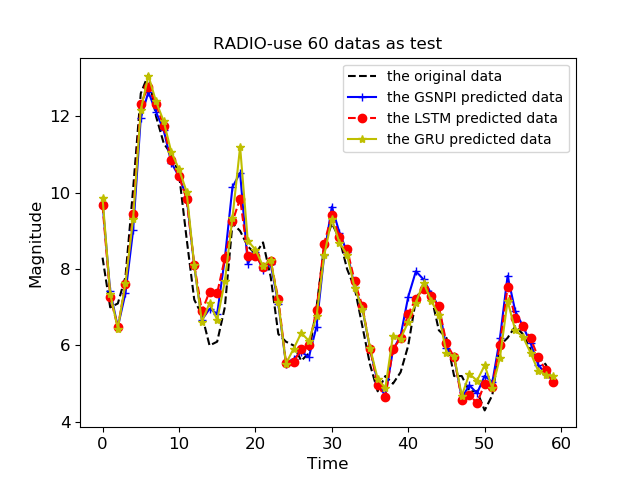 RADIO-use 60 datas as test
the original data
the GSNPI predicted data
the LSTM predicted data
the GRU predicted data
Magnitude
12
10
8
6
4
0 10 20 30 40 50 60
Time